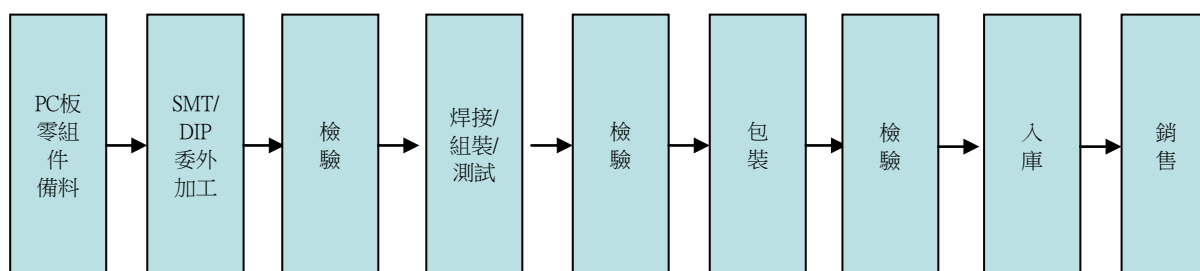 PC板
零組
件
備料
SMT/
DIP
委外
加工
檢
驗
焊接/
組裝/
測試
檢
驗
包
裝
檢
驗
入
庫
銷
售